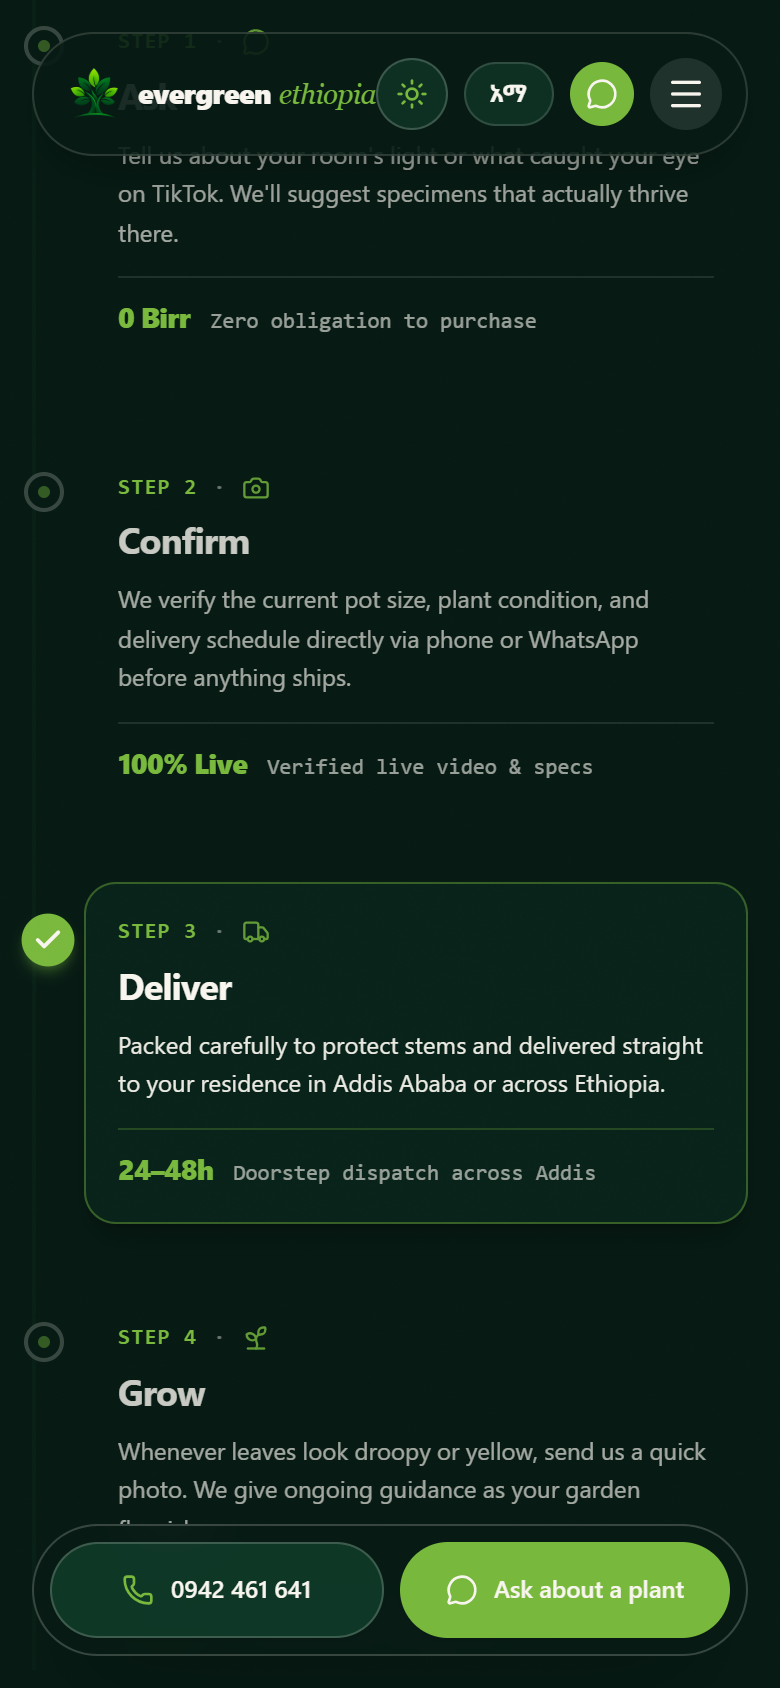 STEP 1 ·
evergreen ethiopia አማ
Tell us about your room's light or what caught your eye
on TikTok. We'll suggest specimens that actually thrive
there.
0 Birr Zero obligation to purchase
STEP 2 ·
Confirm
We verify the current pot size, plant condition, and
delivery schedule directly via phone or WhatsApp
before anything ships.
100% Live Verified live video & specs
STEP 3 ·
Deliver
Packed carefully to protect stems and delivered straight
to your residence in Addis Ababa or across Ethiopia.
24–48h Doorstep dispatch across Addis
STEP 4 ·
Grow
Whenever leaves look droopy or yellow, send us a quick
photo. We give ongoing guidance as your garden
0942 461 641 Ask about a plant